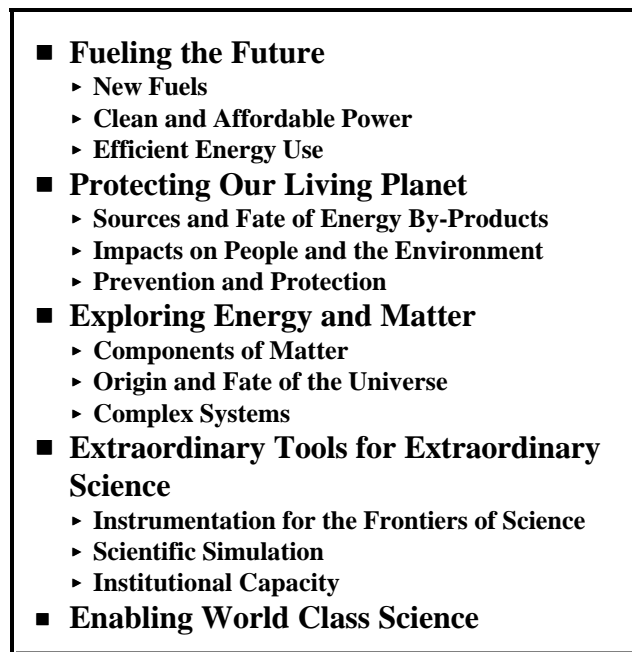 ■ Fueling the Future
▸ New Fuels
▸ Clean and Affordable Power
▸ Efficient Energy Use
■ Protecting Our Living Planet
▸ Sources and Fate of Energy By-Products
▸ Impacts on People and the Environment
▸ Prevention and Protection
■ Exploring Energy and Matter
▸ Components of Matter
▸ Origin and Fate of the Universe
▸ Complex Systems
■ Extraordinary Tools for Extraordinary
Science
▸ Instrumentation for the Frontiers of Science
▸ Scientific Simulation
▸ Institutional Capacity
■ Enabling World Class Science